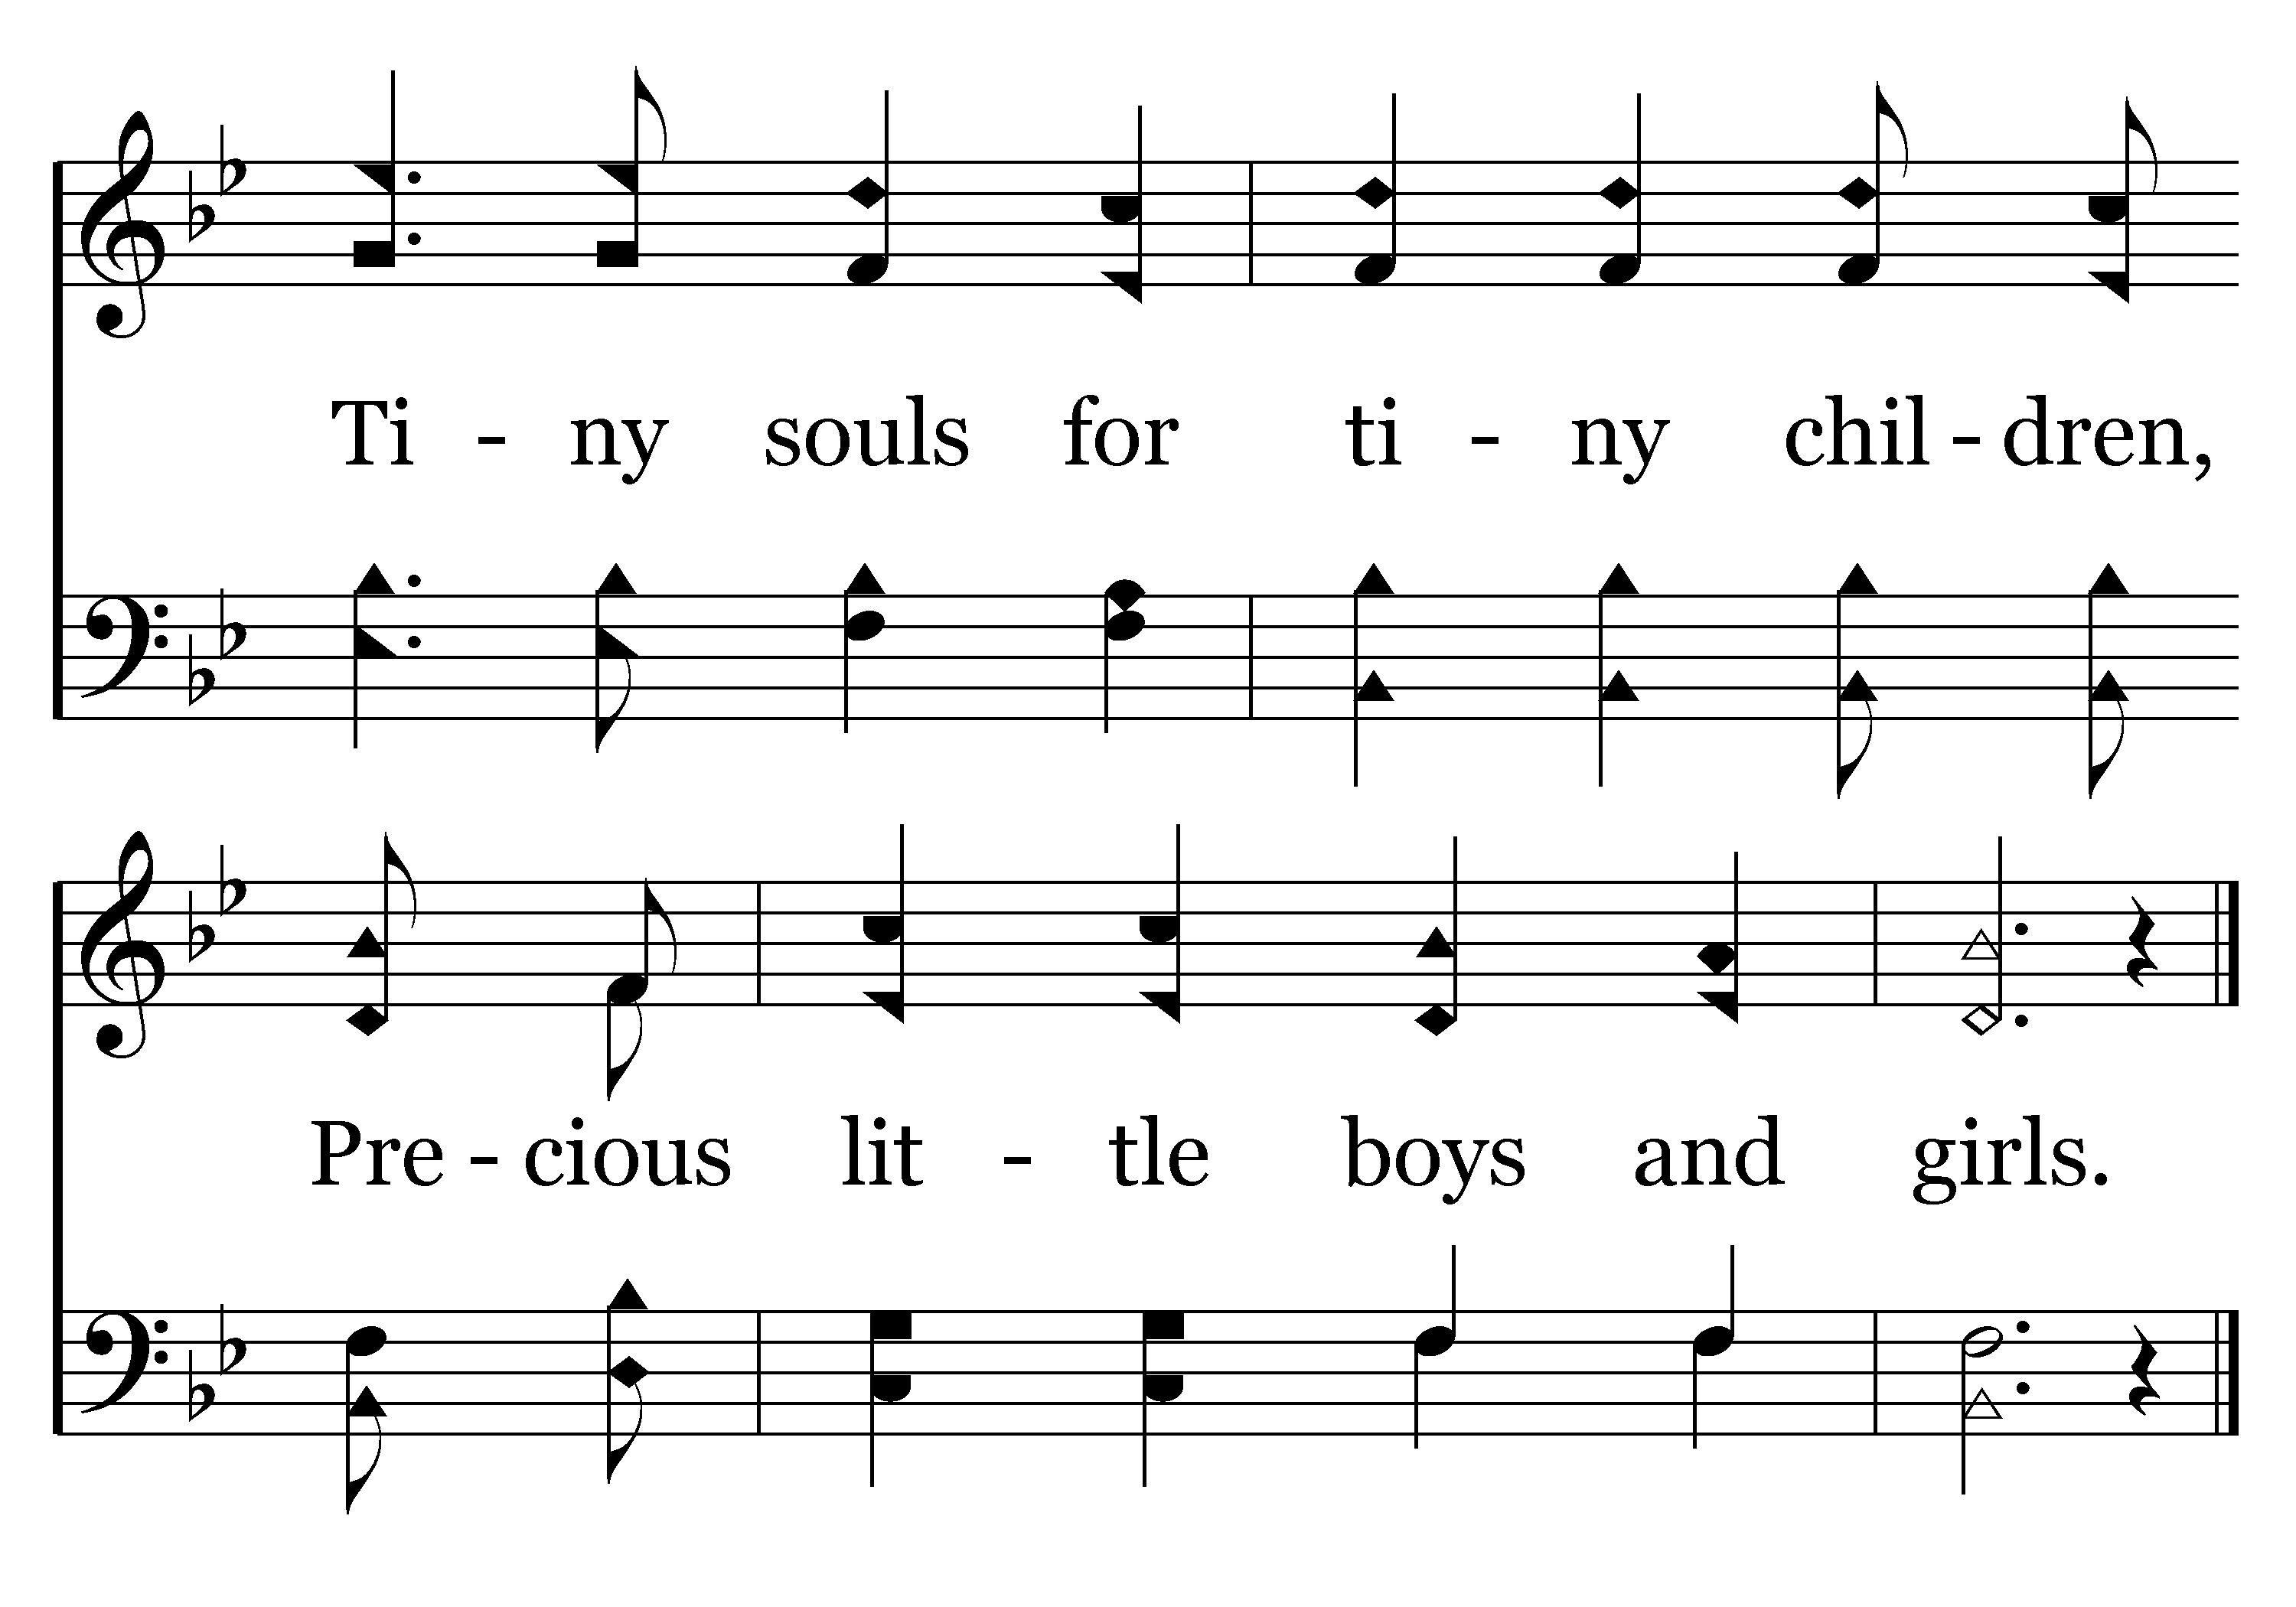 Ti - ny souls for ti - ny chil - dren,
Pre - cious lit - tle boys and girls.